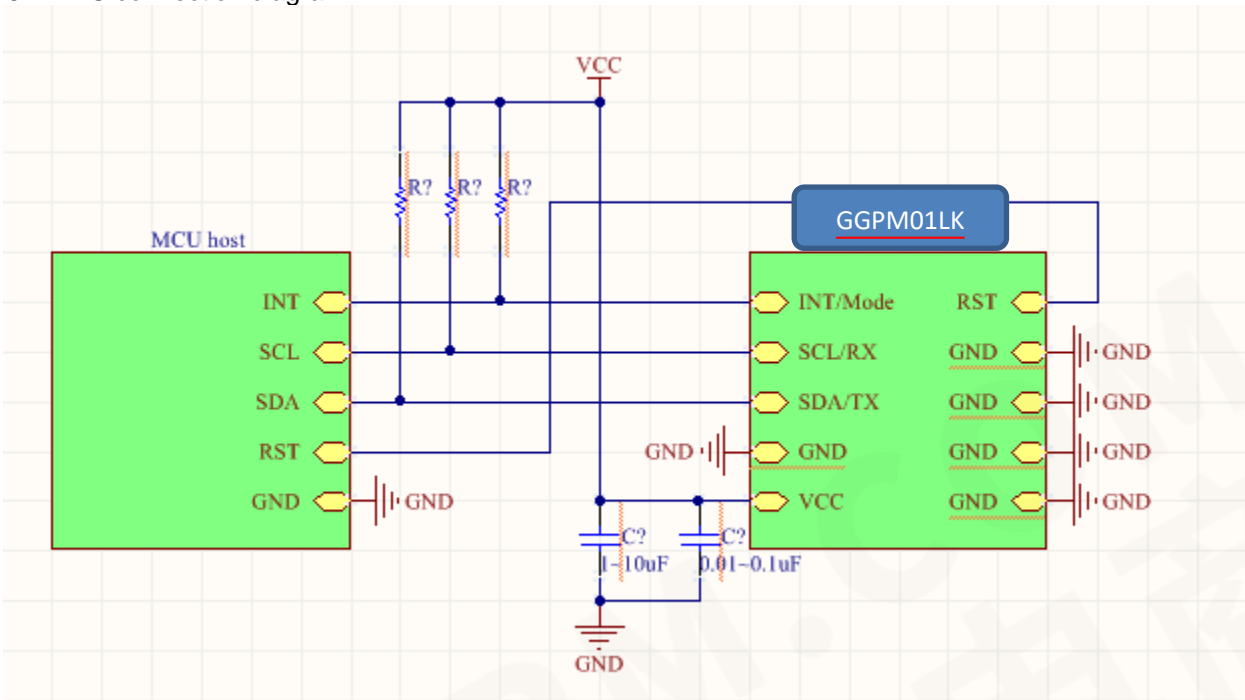 VCC
R? R? R?
GGPM01LK
MCU host
INT
SCL
SDA
RST
GND
GND
INT/Mode
SCL/RX
SDA/TX
GND
GND
VCC
RST
GND
GND
GND
GND
GND
GND
GND
GND
C?
1~10uF
C?
0.01~0.1uF
GND